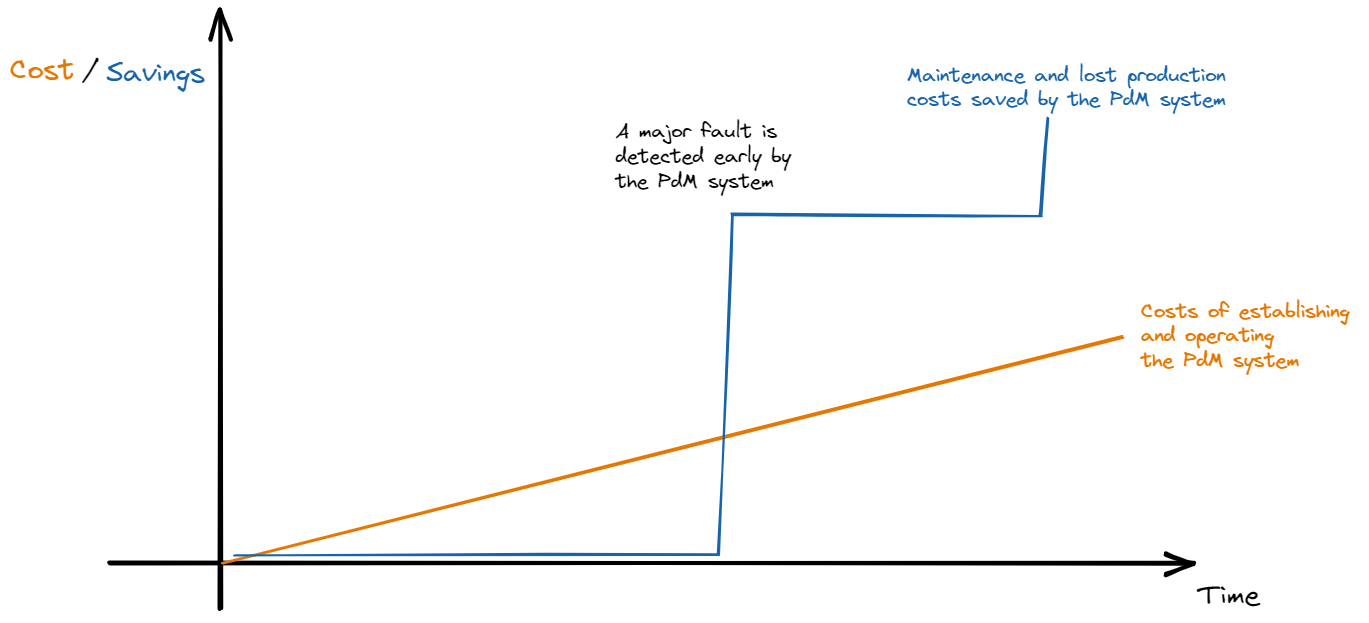 Cost / Savings
Maintenance and lost production
costs saved by the PdM system
A major fault is
detected early by
the PdM system
Costs of establishing
and operating
the PdM system
Time